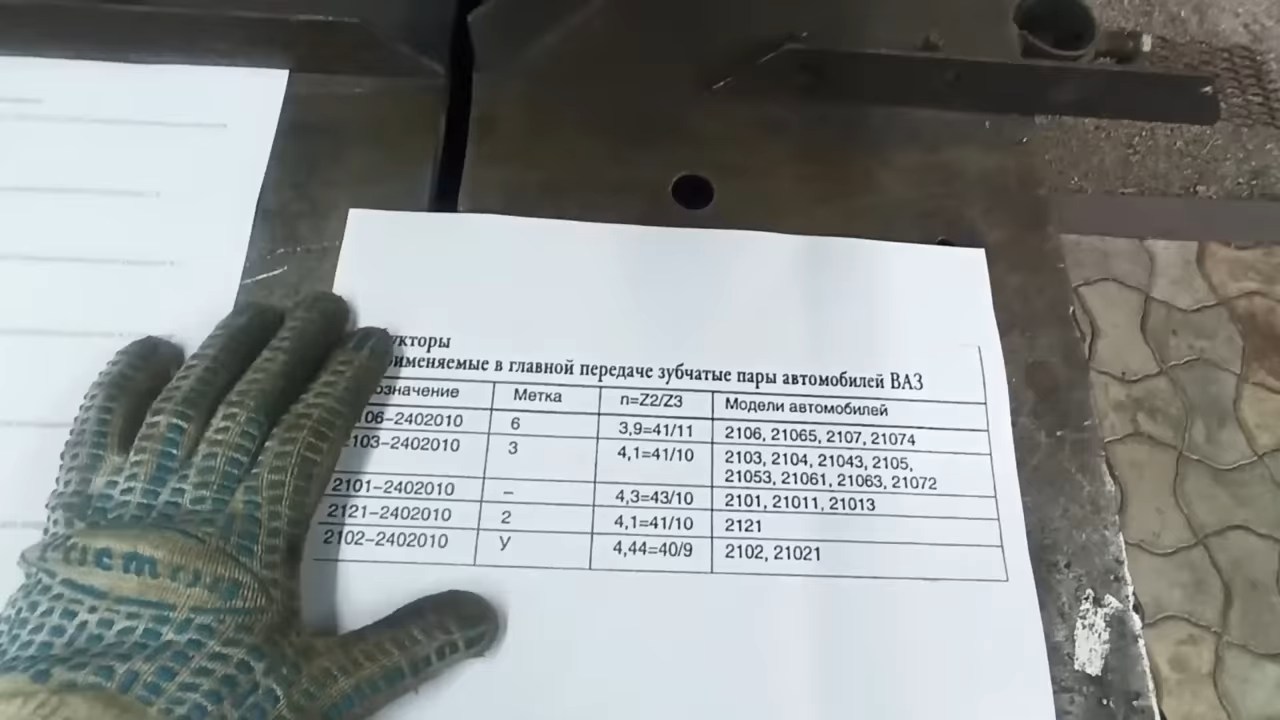 укторы
рименяемые в главной передаче зубчатые пары автомобилей ВАЗ
означение Метка n=Z2/Z3 Модели автомобилей
106–2402010 6 3,9=41/11 2106, 21065, 2107, 21074
2103–2402010 3 4,1=41/10 2103, 2104, 21043, 2105,
21053, 21061, 21063, 21072
2101–2402010 – 4,3=43/10 2101, 21011, 21013
2121–2402010 2 4,1=41/10 2121
2102–2402010 У 4,44=40/9 2102, 21021